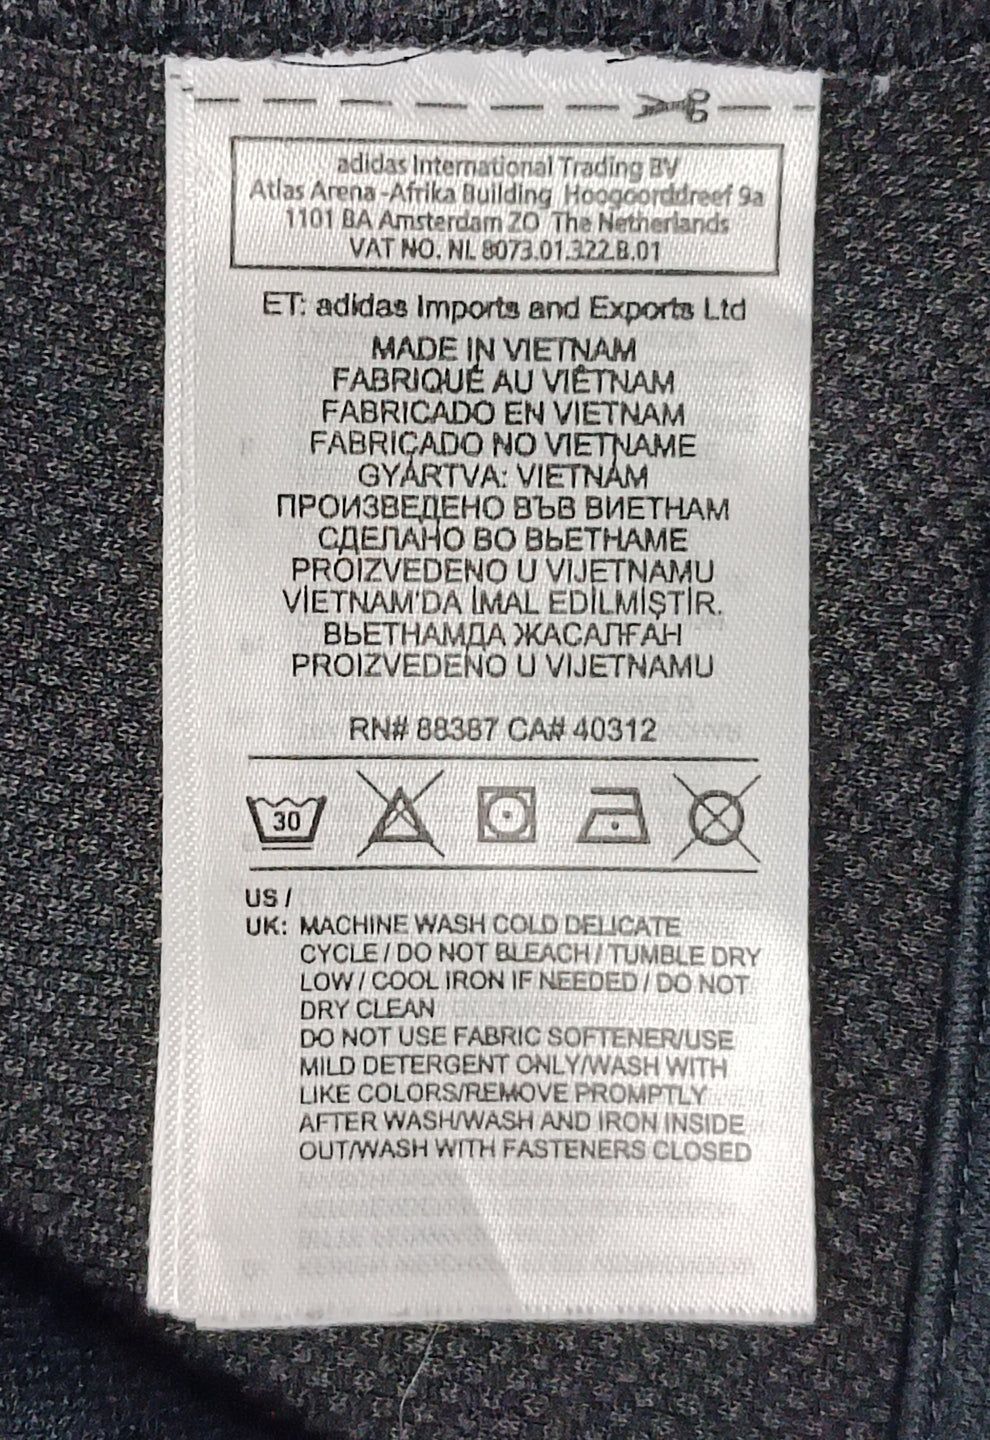 adidas International Trading BV
Atlas Arena-Afrika Building Hoogoorddreef 9a
1101 BA Amsterdam ZO The Netherlands
VAT NO. NL 8073.01.322.B.01
ET: adidas Imports and Exports Ltd
MADE IN VIETNAM
FABRIQUÉ AU VIÊTNAM
FABRICADO EN VIETNAM
FABRICADO NO VIETNAME
GYÁRTVA: VIETNÁM
ПРОИЗВЕДЕНО ВЪВ ВИЕТНАМ
СДЕЛАНО ВО ВЬЕТНАМЕ
PROIZVEDENO U VIJETNAMU
VİETNAM'DA İMAL EDİLMİŞTİR.
ВЬЕТНАМДА ЖАСАЛҒАН
PROIZVEDENO U VIJETNAMU
RN# 88387 CA# 40312
30
US /
UK: MACHINE WASH COLD DELICATE
CYCLE / DO NOT BLEACH / TUMBLE DRY
LOW / COOL IRON IF NEEDED / DO NOT
DRY CLEAN
DO NOT USE FABRIC SOFTENER/USE
MILD DETERGENT ONLY/WASH WITH
LIKE COLORS/REMOVE PROMPTLY
AFTER WASH/WASH AND IRON INSIDE
OUT/WASH WITH FASTENERS CLOSED